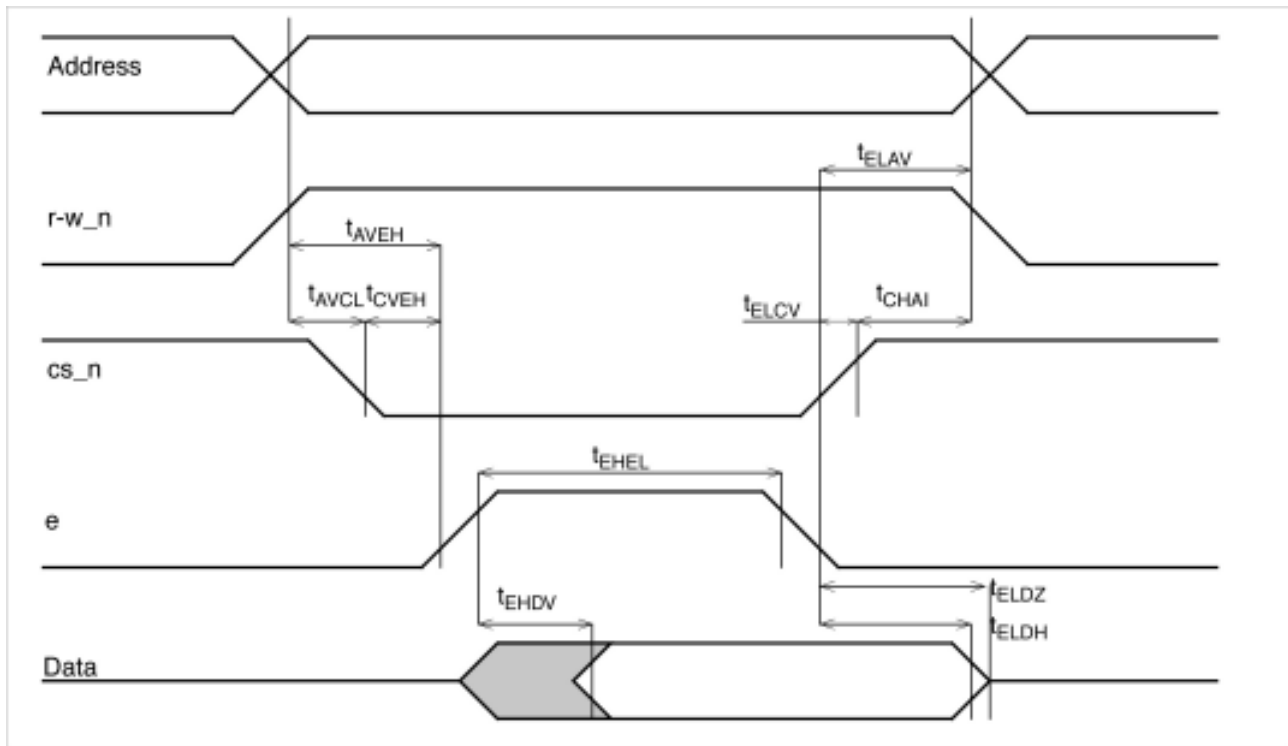 Address
tELAV
r-w_n
tAVEH
tAVCL tCVEH
tELCV
tCHAI
cs_n
tEHEL
e
tEHDV
tELDZ
tELDH
Data